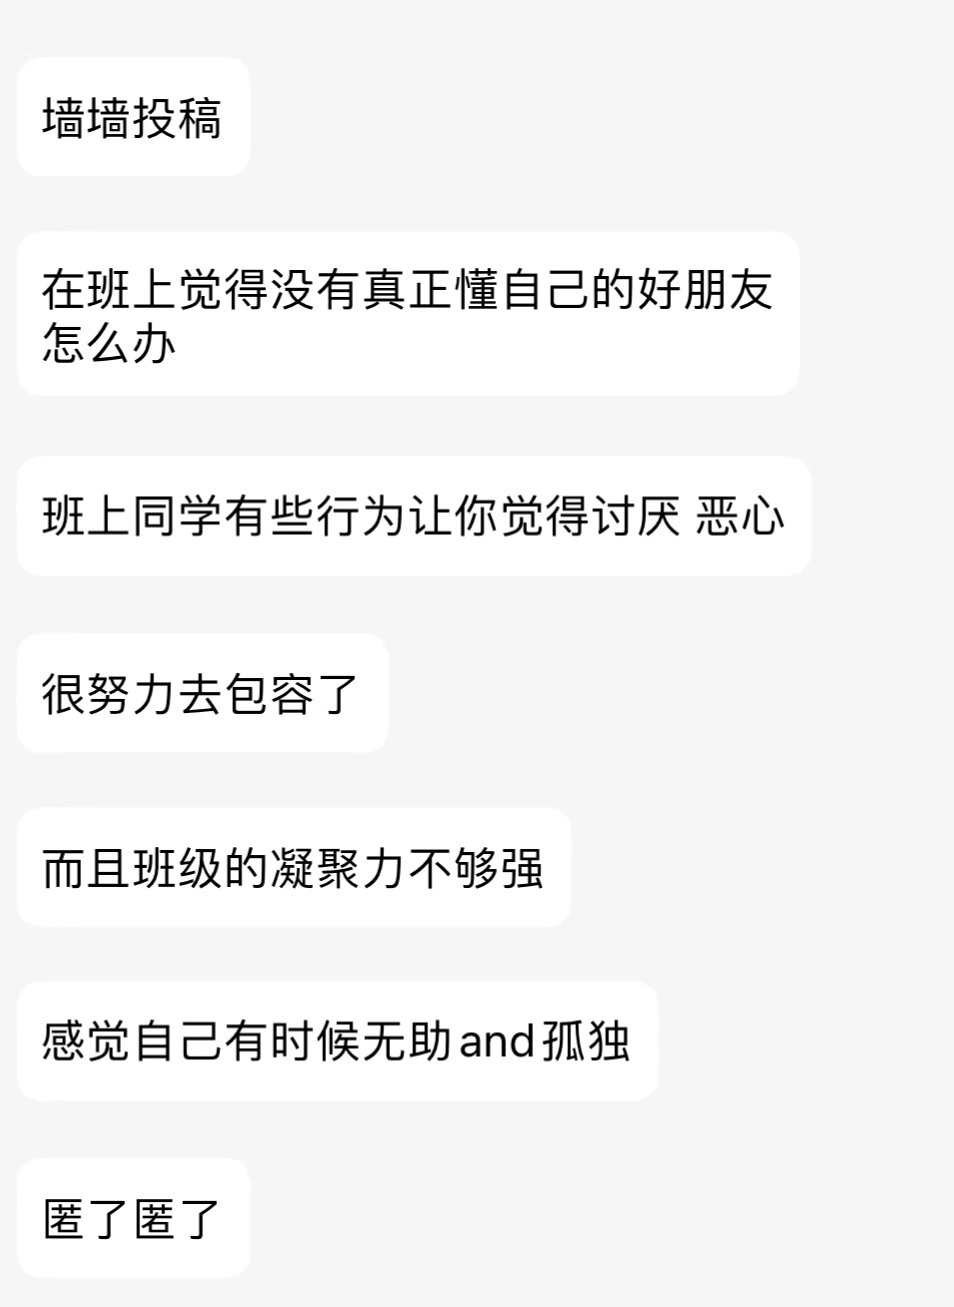 墙墙投稿
在班上觉得没有真正懂自己的好朋友
怎么办
班上同学有些行为让你觉得讨厌 恶心
很努力去包容了
而且班级的凝聚力不够强
感觉自己有时候无助and孤独
匿了匿了